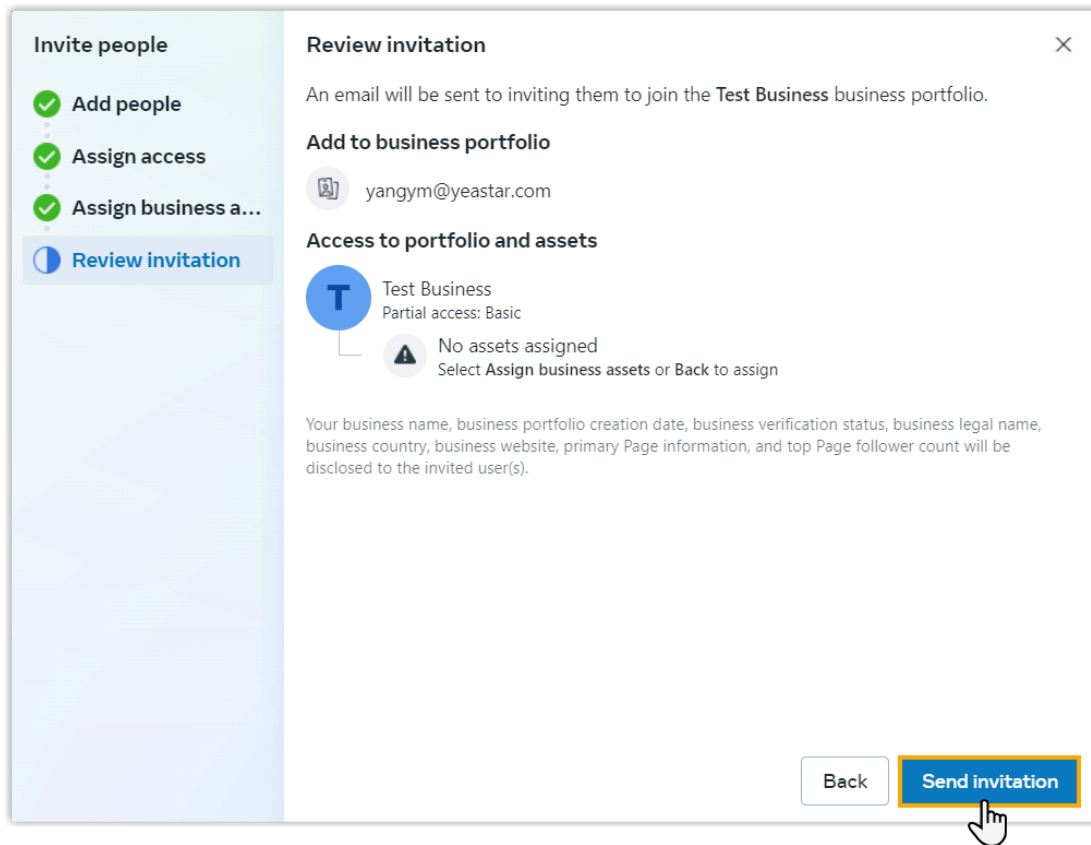 Invite people
Add people
Assign access
Assign business a...
Review invitation
Review invitation
An email will be sent to inviting them to join the Test Business business portfolio.
Add to business portfolio
yangym@yeastar.com
Access to portfolio and assets
T
Test Business
Partial access: Basic
No assets assigned
Select Assign business assets or Back to assign
Your business name, business portfolio creation date, business verification status, business legal name,
business country, business website, primary Page information, and top Page follower count will be
disclosed to the invited user(s).
Back
Send invitation